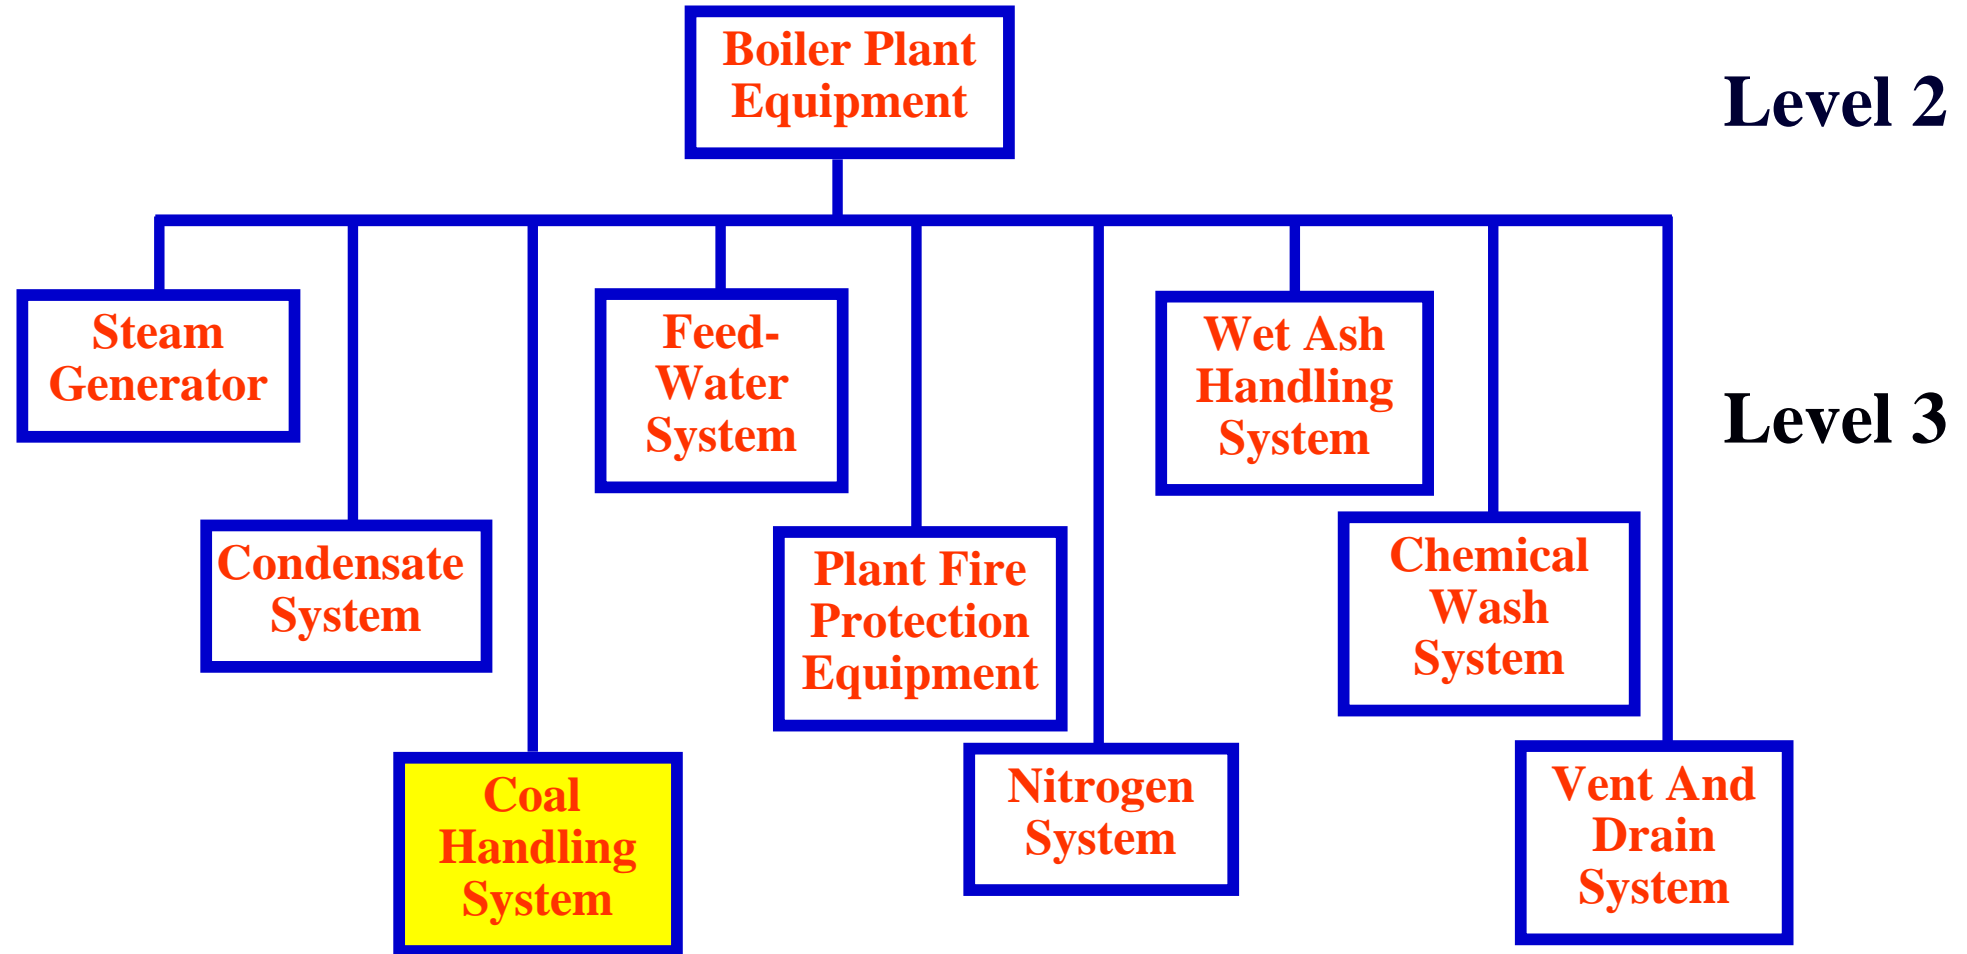 Boiler Plant
Equipment
Level 2
Steam
Generator
Feed-
Water
System
Wet Ash
Handling
System
Level 3
Condensate
System
Plant Fire
Protection
Equipment
Chemical
Wash
System
Coal
Handling
System
Nitrogen
System
Vent And
Drain
System